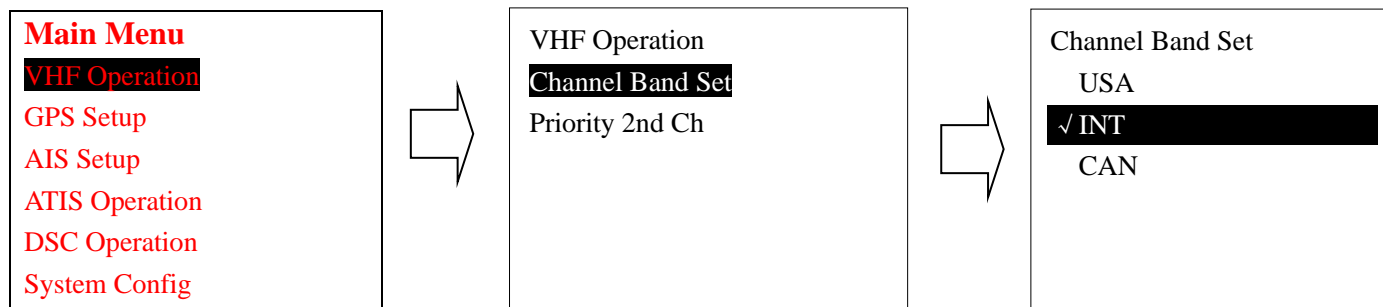 Main Menu
VHF Operation
GPS Setup
AIS Setup
ATIS Operation
DSC Operation
System Config
VHF Operation
Channel Band Set
Priority 2nd Ch
Channel Band Set
USA
√ INT
CAN